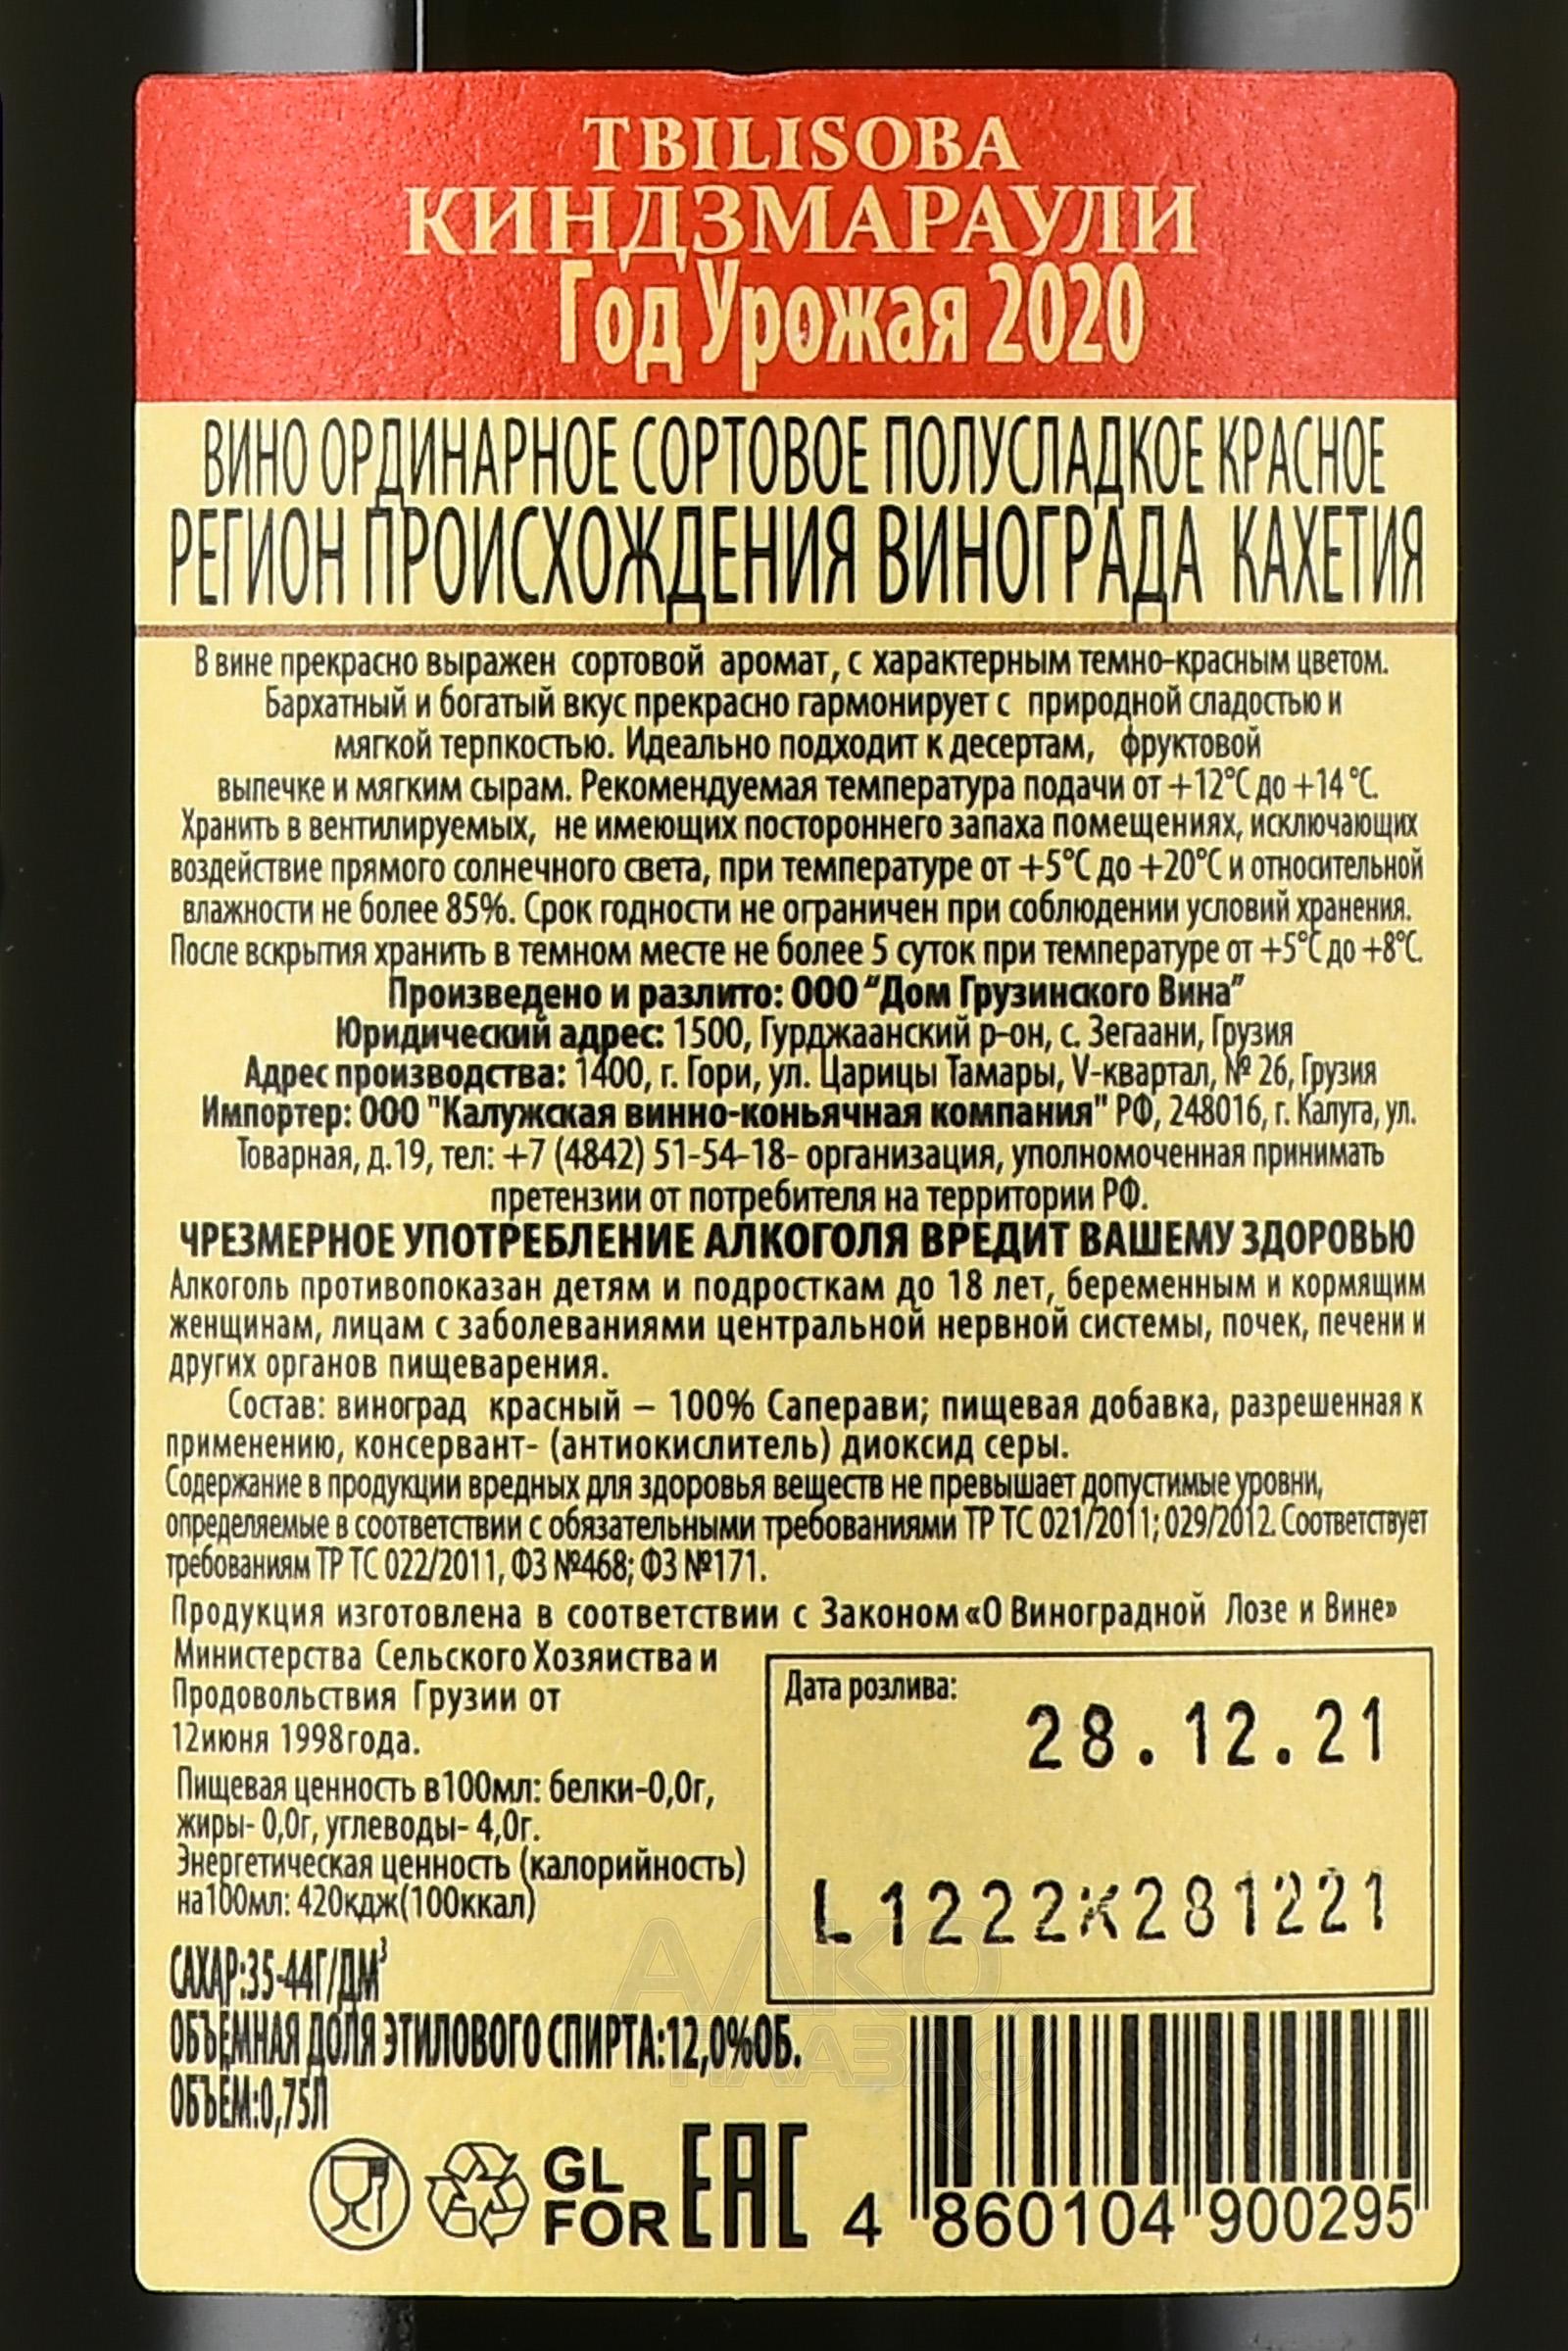 TBILISOBA
КИНДЗМАРАУЛИ
Год Урожая 2020
ВИНО ОРДИНАРНОЕ СОРТОВОЕ ПОЛУСЛАДКОЕ КРАСНОЕ
РЕГИОН ПРОИСХОЖДЕНИЯ ВИНОГРАДА КАХЕТИЯ
В вине прекрасно выражен сортовой аромат, с характерным темно-красным цветом.
Бархатный и богатый вкус прекрасно гармонирует с природной сладостью и
мягкой терпкостью. Идеально подходит к десертам, фруктовой
выпечке и мягким сырам. Рекомендуемая температура подачи от +12°С до +14°С.
Хранить в вентилируемых, не имеющих постороннего запаха помещениях, исключающих
воздействие прямого солнечного света, при температуре от +5°С до +20°С и относительной
влажности не более 85%. Срок годности не ограничен при соблюдении условий хранения.
После вскрытия хранить в темном месте не более 5 суток при температуре от +5°С до +8°С.
Произведено и разлито: ООО “Дом Грузинского Вина”
Юридический адрес: 1500, Гурджаанский р-он, с. Зегаани, Грузия
Адрес производства: 1400, г. Гори, ул. Царицы Тамары, V-квартал, № 26, Грузия
Импортер: ООО "Калужская винно-коньячная компания" РФ, 248016, г. Калуга, ул.
Товарная, д.19, тел: +7 (4842) 51-54-18- организация, уполномоченная принимать
претензии от потребителя на территории РФ.
ЧРЕЗМЕРНОЕ УПОТРЕБЛЕНИЕ АЛКОГОЛЯ ВРЕДИТ ВАШЕМУ ЗДОРОВЬЮ
Алкоголь противопоказан детям и подросткам до 18 лет, беременным и кормящим
женщинам, лицам с заболеваниями центральной нервной системы, почек, печени и
других органов пищеварения.
Состав: виноград красный – 100% Саперави; пищевая добавка, разрешенная к
применению, консервант- (антиокислитель) диоксид серы.
Содержание в продукции вредных для здоровья веществ не превышает допустимые уровни,
определяемые в соответствии с обязательными требованиями ТР ТС 021/2011; 029/2012. Соответствует
требованиям ТР ТС 022/2011, ФЗ №468; ФЗ №171.
Продукция изготовлена в соответствии с Законом «О Виноградной Лозе и Вине»
Министерства Сельского Хозяиства и
Продовольствия Грузии от
12июня 1998года.
Пищевая ценность в 100мл: белки-0,0г,
жиры- 0,0г, углеводы- 4,0г.
Энергетическая ценность (калорийность)
на 100мл: 420кдж(100ккал)
Дата розлива:
28.12.21
L1222K281221
САХАР:35-44Г/ДМ³
ОБЪЕМНАЯ ДОЛЯ ЭТИЛОВОГО СПИРТА:12,0%ОБ.
ОБЪЕМ:0,75Л
GL
FOR
EAC
4 860104 900295
АЛКО
ПЛАЗА